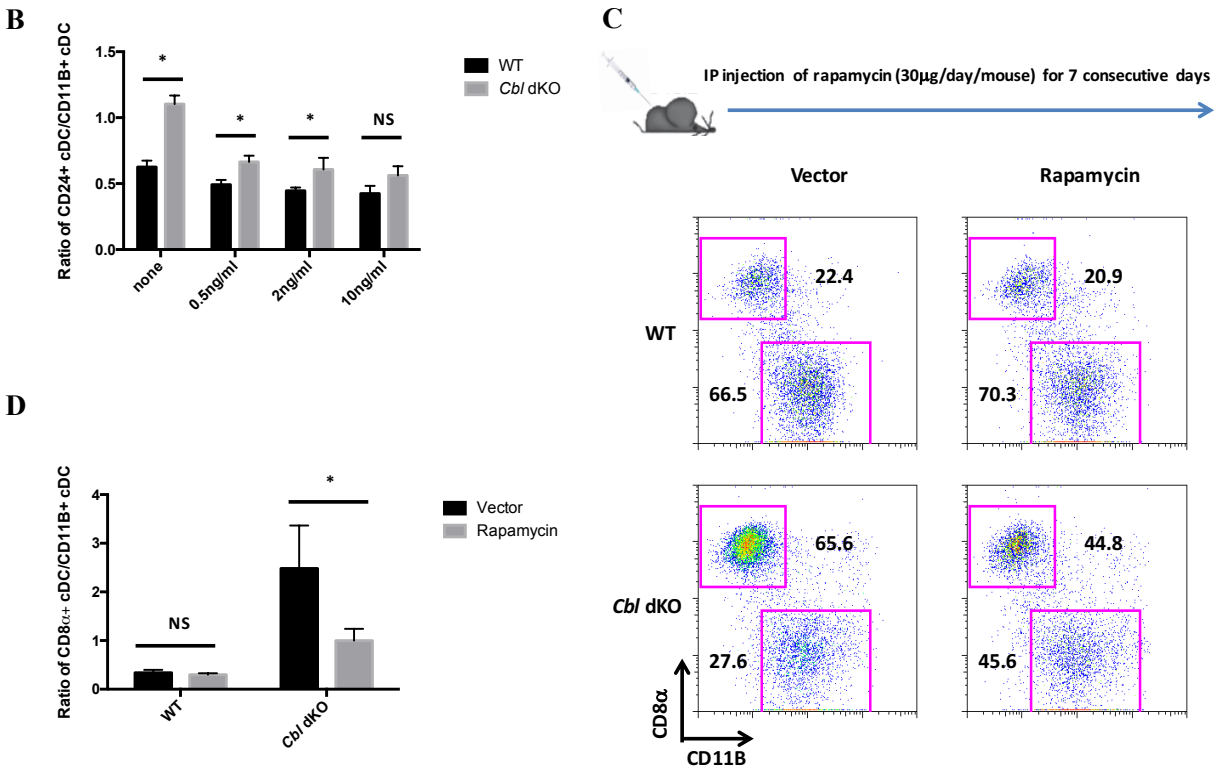 B
Ratio of CD24+ cDC/CD11B+ cDC
1.5
1.0
0.5
0.0
*
*
*
NS
none
0.5ng/ml
2ng/ml
10ng/ml
WT
Cbl dKO
C
IP injection of rapamycin (30µg/day/mouse) for 7 consecutive days
Vector
Rapamycin
WT
22.4
66.5
20.9
70.3
Cbl dKO
65.6
27.6
44.8
45.6
CD8α
CD11B
D
Ratio of CD8α+ cDC/CD11B+ cDC
4
3
2
1
0
NS
*
WT
Cbl dKO
Vector
Rapamycin